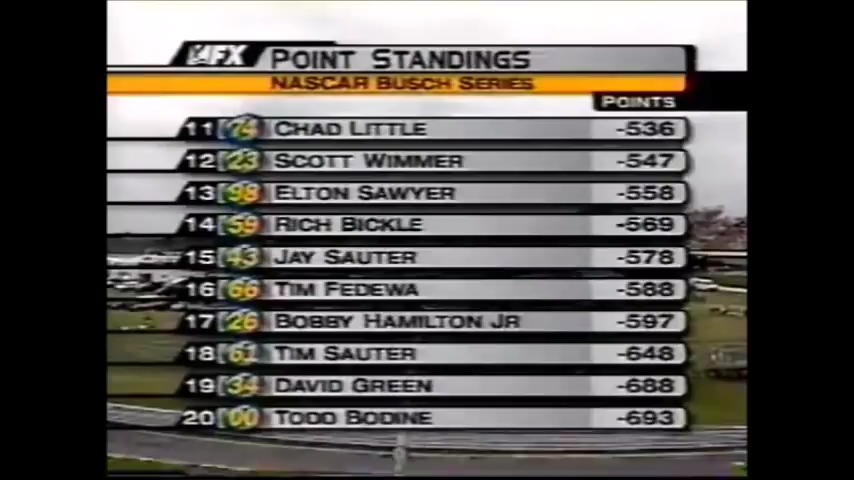 AFX POINT STANDINGS
NASCAR BUSCH SERIES
POINTS
11 74 CHAD LITTLE -536
12 23 SCOTT WIMMER -547
13 98 ELTON SAWYER -558
14 59 RICH BICKLE -569
15 43 JAY SAUTER -578
16 66 TIM FEDEWA -588
17 26 BOBBY HAMILTON JR -597
18 61 TIM SAUTER -648
19 34 DAVID GREEN -688
20 00 TODD BODINE -693